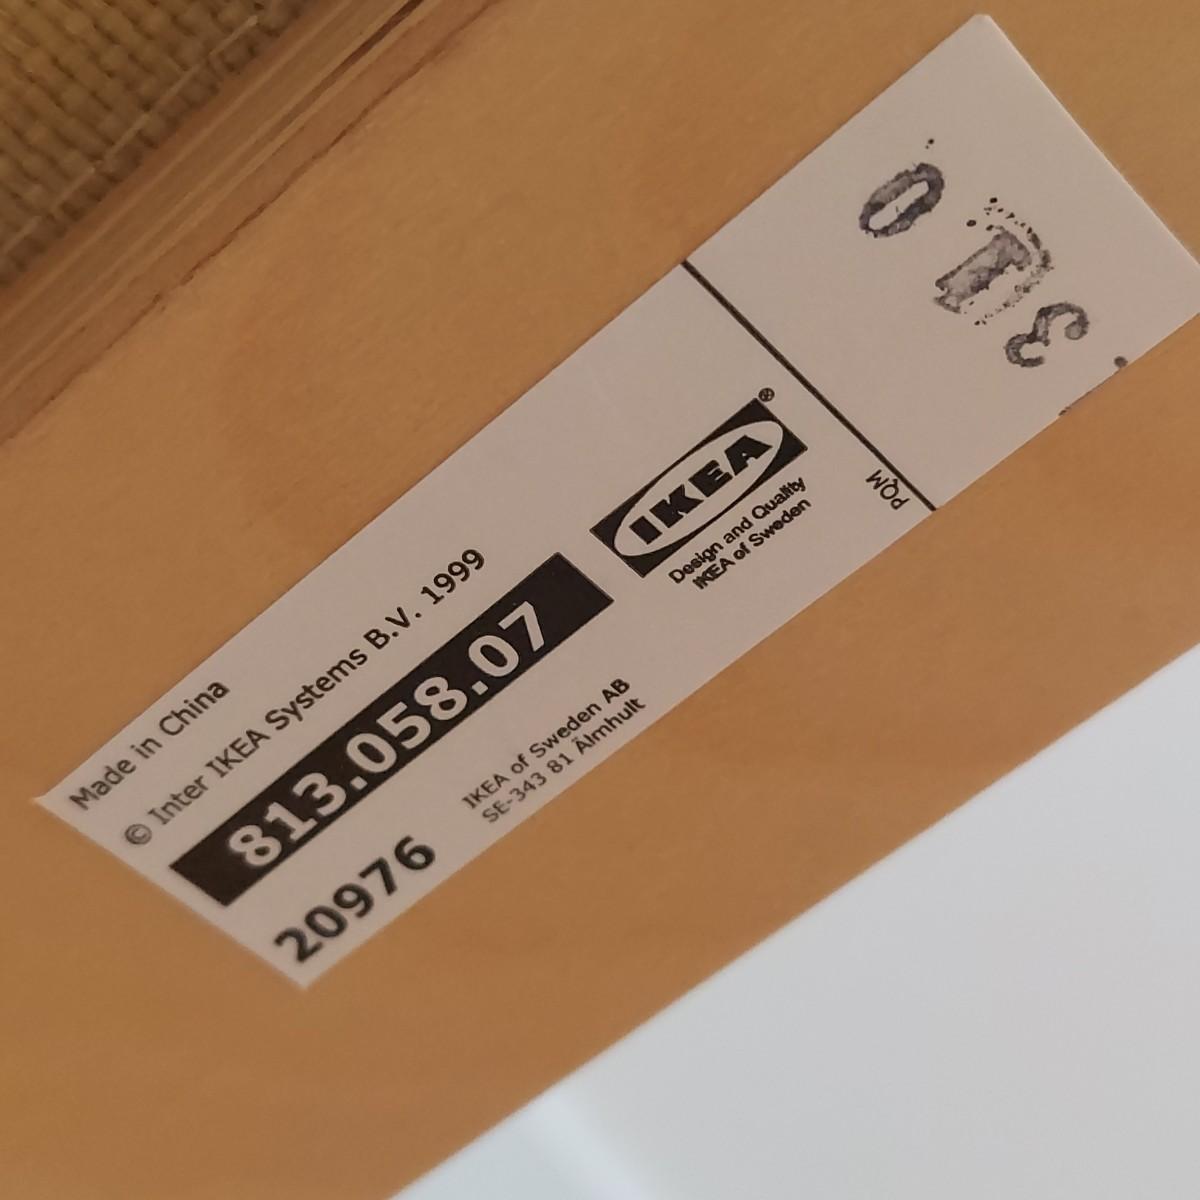 Made in China
© Inter IKEA Systems B.V. 1999
813.058.07
20976
IKEA of Sweden AB
SE-343 81 Älmhult
IKEA®
Design and Quality
IKEA of Sweden
PQM